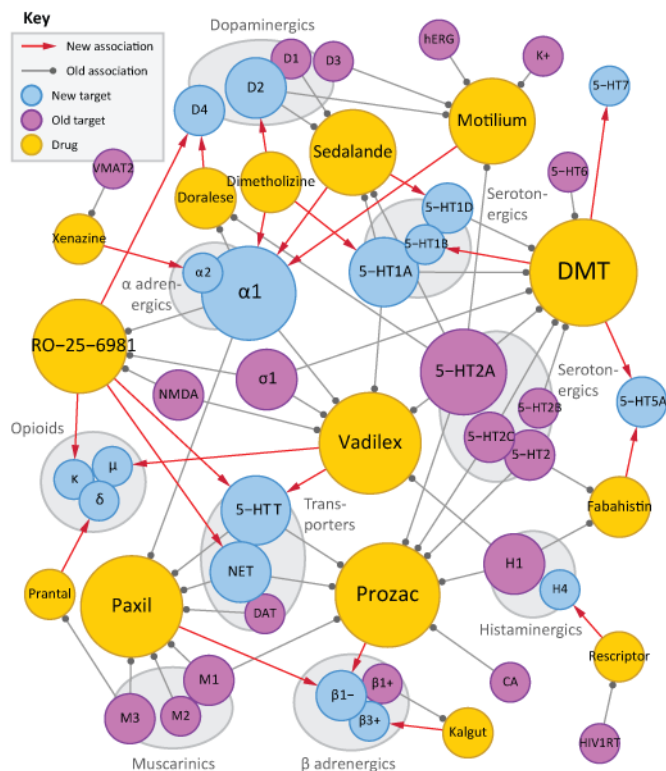 Key
New association
Old association
New target
Old target
Drug
Dopaminergics
D1
D3
D2
D4
hERG
K+
Motilium
5-HT7
Sedalande
VMAT2
Doralese
Dimetholizine
5-HT6
Seroton-
ergics
5-HT1D
5-HT1B
5-HT1A
DMT
Xenazine
α2
α adren-
ergics
α1
RO-25-6981
NMDA
σ1
5-HT2A
Seroton-
ergics
5-HT2B
5-HT2C
5-HT2
5-HT5A
Opioids
μ
κ
δ
Vadilex
5-HT T
Trans-
porters
NET
DAT
Fabahistin
H1
H4
Histaminergics
Prantal
Paxil
Prozac
Rescriptor
M1
M2
M3
Muscarinics
β1-
β1+
β3+
β adrenergics
CA
Kalgut
HIV1RT